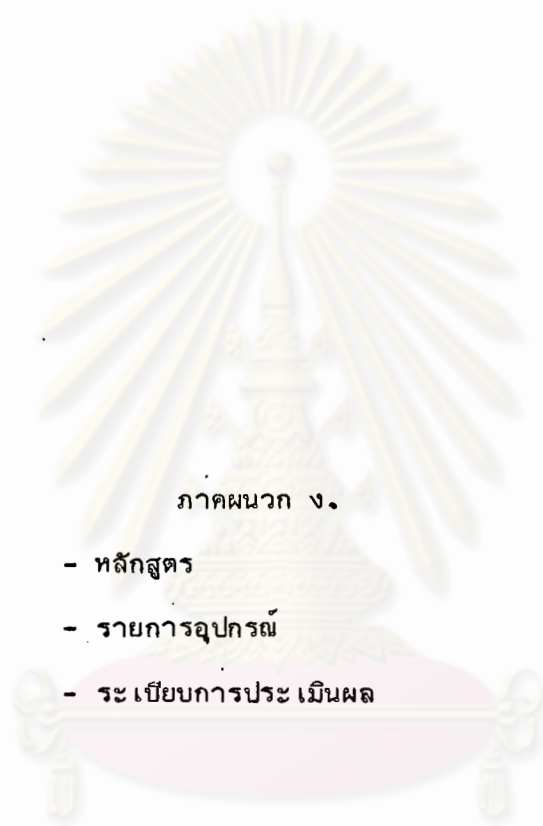 ภาคผนวก ง.
- หลักสูตร
- รายการอุปกรณ์
- ระเบียบการประเมินผล